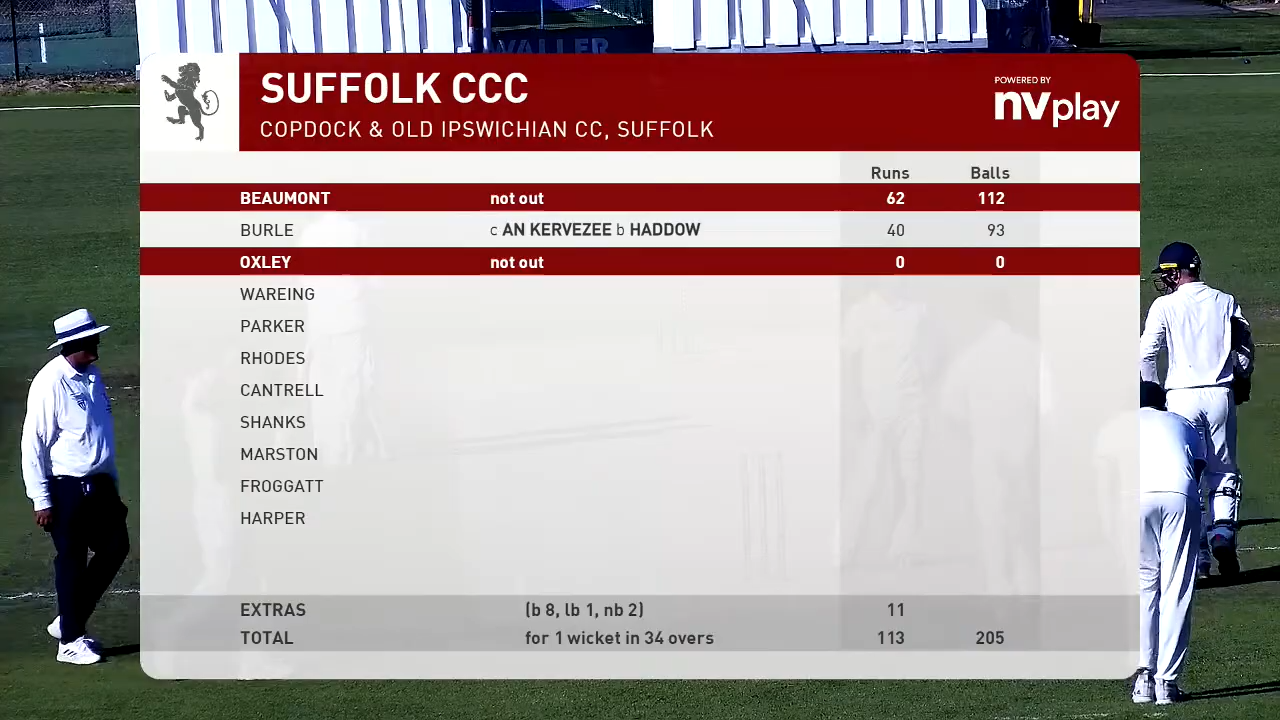 WALLER
SUFFOLK CCC
COPDOCK & OLD IPSWICHIAN CC, SUFFOLK
POWERED BY
nvplay
Runs Balls
BEAUMONT not out 62 112
BURLE c AN KERVEZEE b HADDOW 40 93
OXLEY not out 0 0
WAREING
PARKER
RHODES
CANTRELL
SHANKS
MARSTON
FROGGATT
HARPER
EXTRAS (b 8, lb 1, nb 2) 11
TOTAL for 1 wicket in 34 overs 113 205